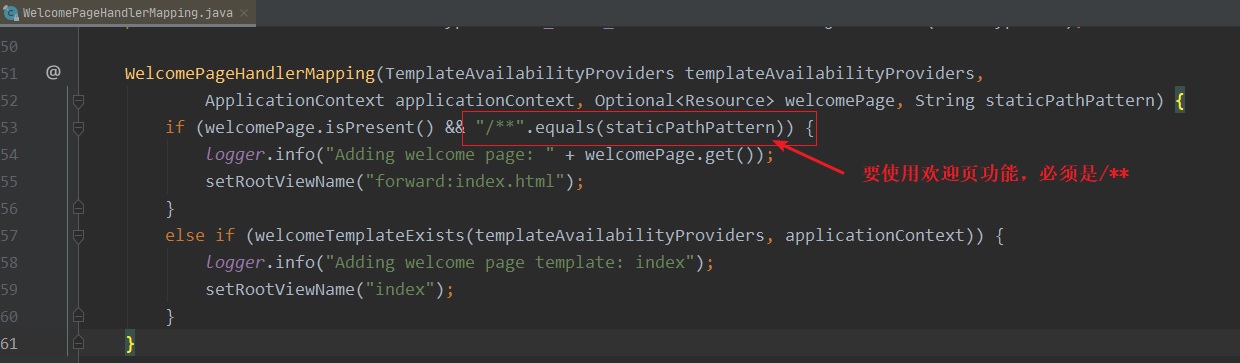 WelcomePageHandlerMapping.java
50
51 @ WelcomePageHandlerMapping(TemplateAvailabilityProviders templateAvailabilityProviders,
52 ApplicationContext applicationContext, Optional<Resource> welcomePage, String staticPathPattern) {
53 if (welcomePage.isPresent() && "/**".equals(staticPathPattern)) {
54 logger.info("Adding welcome page: " + welcomePage.get());
55 setRootViewName("forward:index.html");
要使用欢迎页功能，必须是/**
56 }
57 else if (welcomeTemplateExists(templateAvailabilityProviders, applicationContext)) {
58 logger.info("Adding welcome page template: index");
59 setRootViewName("index");
60 }
61 }